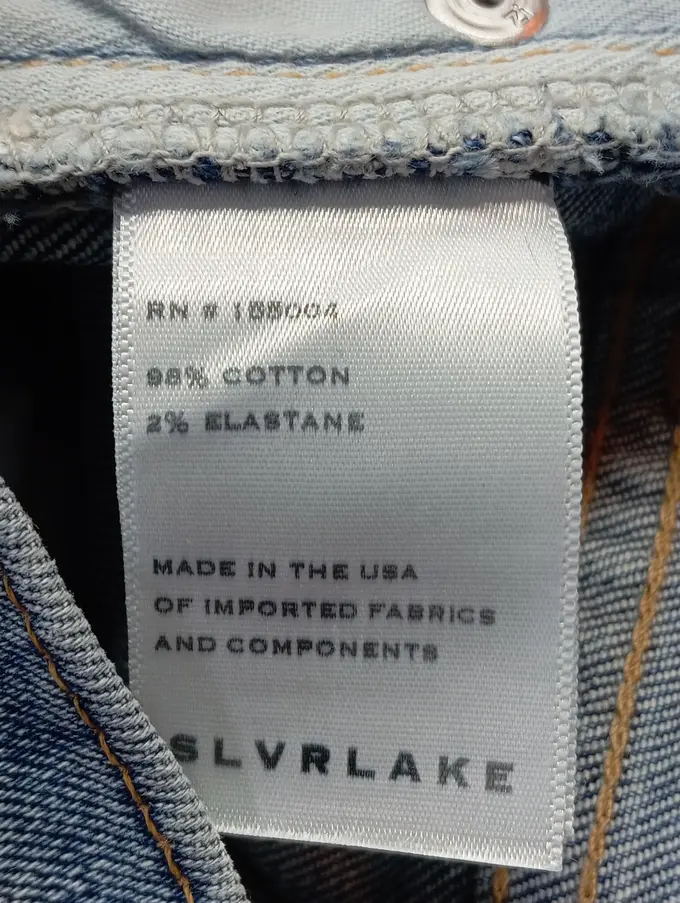 RN # 155004
98% COTTON
2% ELASTANE
MADE IN THE USA
OF IMPORTED FABRICS
AND COMPONENTS
SLVRLAKE